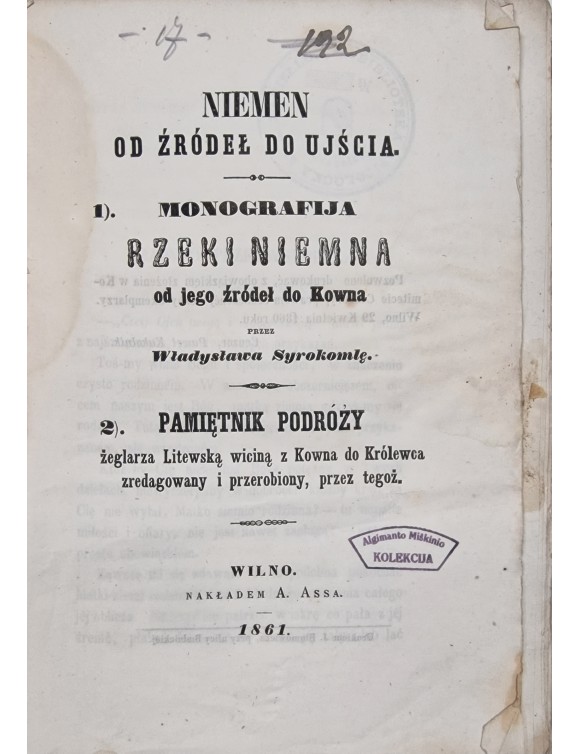 - 17 -
192
NIEMEN
OD ŹRÓDEŁ DO UJŚCIA.
1). MONOGRAFIJA
RZEKI NIEMNA
od jego źródeł do Kowna
PRZEZ
Władysława Syrokomlę.
2). PAMIĘTNIK PODRÓŻY
żeglarza Litewską wiciną z Kowna do Królewca
zredagowany i przerobiony, przez tegoż.
Algimanto Miškinio
KOLEKCIJA
WILNO.
NAKŁADEM A. ASSA.
1861.